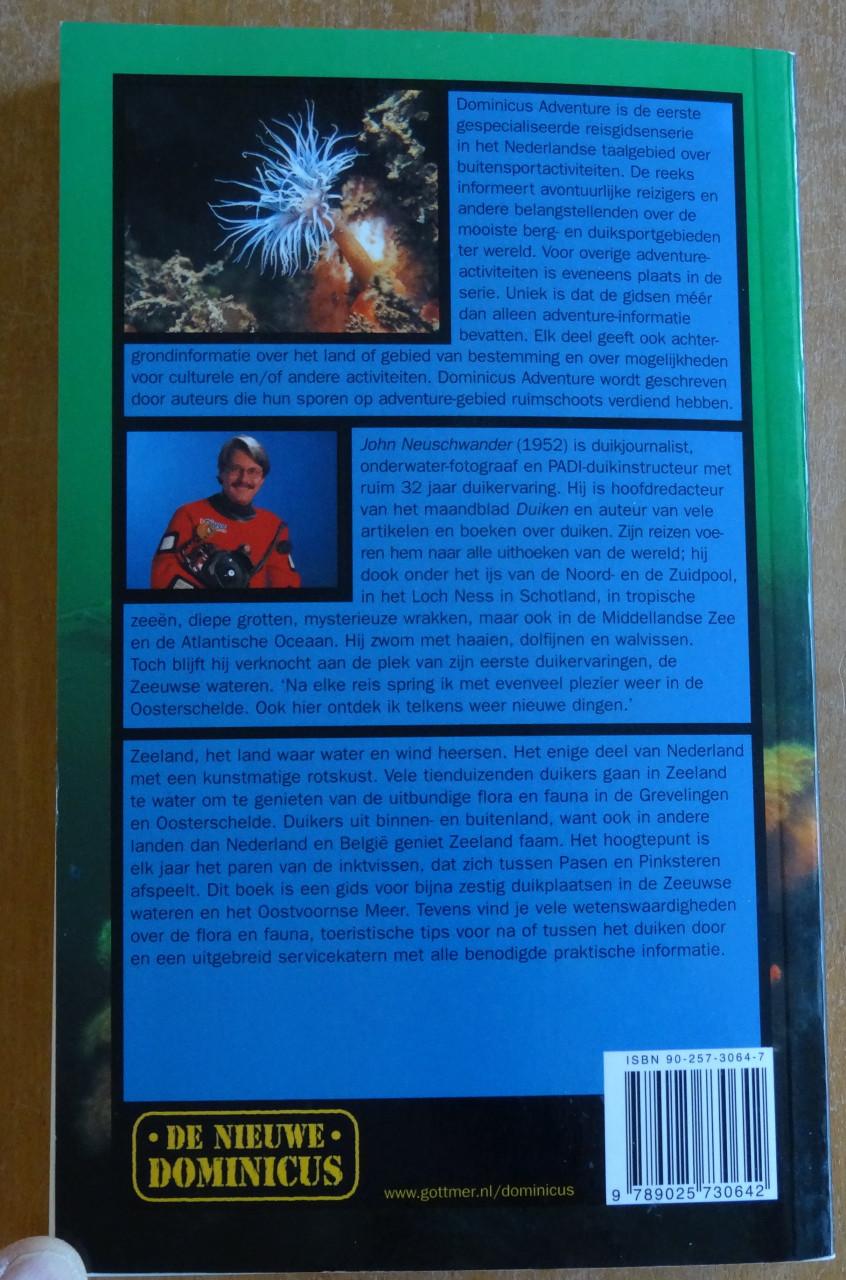 Dominicus Adventure is de eerste
gespecialiseerde reisgidsenserie
in het Nederlandse taalgebied over
buitensportactiviteiten. De reeks
informeert avontuurlijke reizigers en
andere belangstellenden over de
mooiste berg- en duiksportgebieden
ter wereld. Voor overige adventure-
activiteiten is eveneens plaats in de
serie. Uniek is dat de gidsen méér
dan alleen adventure-informatie
bevatten. Elk deel geeft ook achter-
grondinformatie over het land of gebied van bestemming en over mogelijkheden
voor culturele en/of andere activiteiten. Dominicus Adventure wordt geschreven
door auteurs die hun sporen op adventure-gebied ruimschoots verdiend hebben.
John Neuschwander (1952) is duikjournalist,
onderwater-fotograaf en PADI-duikinstructeur met
ruim 32 jaar duikervaring. Hij is hoofdredacteur
van het maandblad Duiken en auteur van vele
artikelen en boeken over duiken. Zijn reizen voe-
ren hem naar alle uithoeken van de wereld; hij
dook onder het ijs van de Noord- en de Zuidpool,
in het Loch Ness in Schotland, in tropische
zeeën, diepe grotten, mysterieuze wrakken, maar ook in de Middellandse Zee
en de Atlantische Oceaan. Hij zwom met haaien, dolfijnen en walvissen.
Toch blijft hij verknocht aan de plek van zijn eerste duikervaringen, de
Zeeuwse wateren. ‘Na elke reis spring ik met evenveel plezier weer in de
Oosterschelde. Ook hier ontdek ik telkens weer nieuwe dingen.’
Zeeland, het land waar water en wind heersen. Het enige deel van Nederland
met een kunstmatige rotskust. Vele tienduizenden duikers gaan in Zeeland
te water om te genieten van de uitbundige flora en fauna in de Grevelingen
en Oosterschelde. Duikers uit binnen- en buitenland, want ook in andere
landen dan Nederland en België geniet Zeeland faam. Het hoogtepunt is
elk jaar het paren van de inktvissen, dat zich tussen Pasen en Pinksteren
afspeelt. Dit boek is een gids voor bijna zestig duikplaatsen in de Zeeuwse
wateren en het Oostvoornse Meer. Tevens vind je vele wetenswaardigheden
over de flora en fauna, toeristische tips voor na of tussen het duiken door
en een uitgebreid servicekatern met alle benodigde praktische informatie.
ISBN 90-257-3064-7
9 789025 730642
• DE NIEUWE •
DOMINICUS
www.gottmer.nl/dominicus